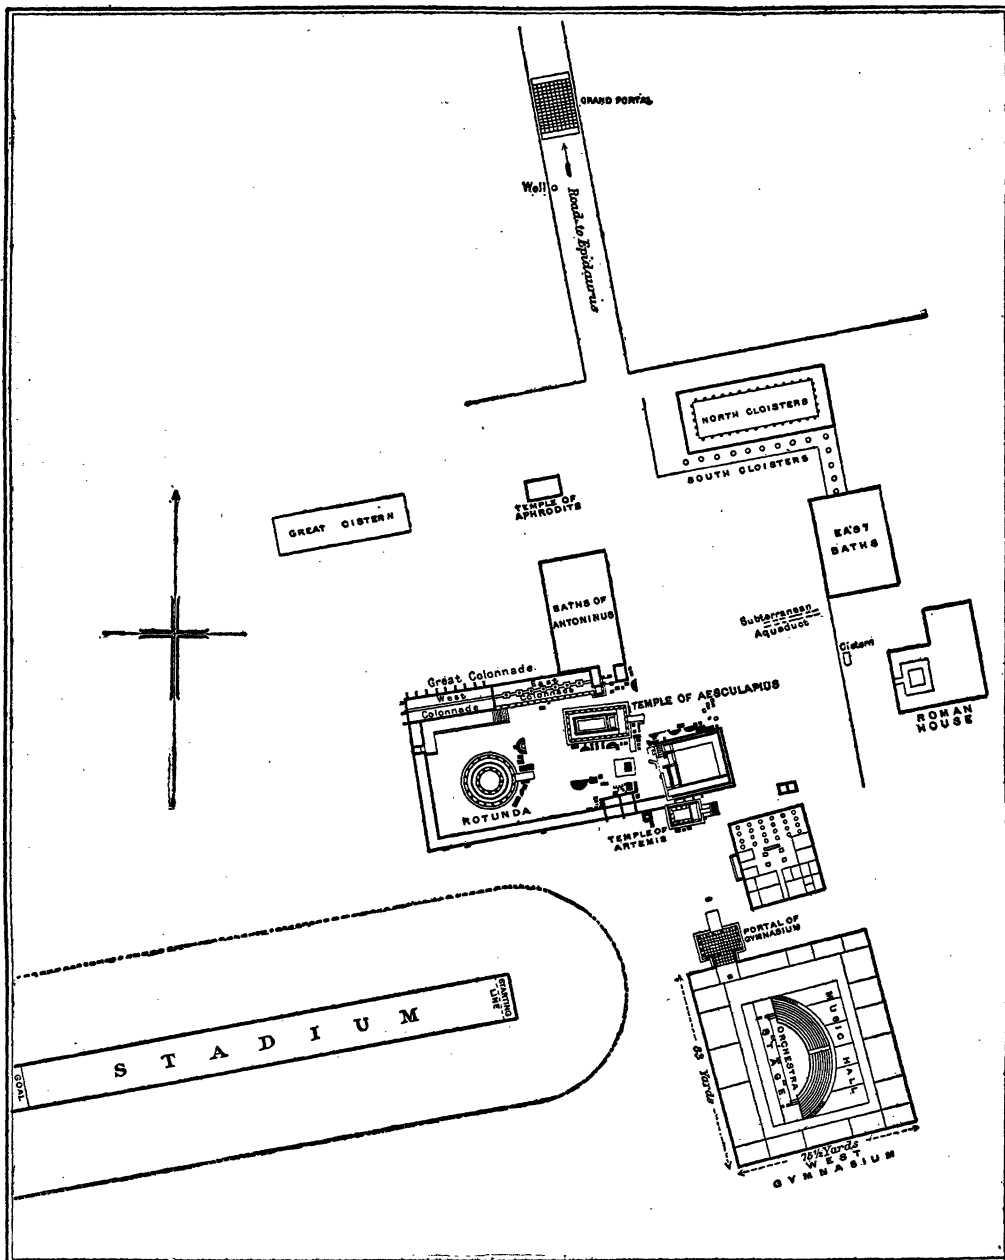 GRAND PORTAL
Well
Road to Epidaurus
NORTH CLOISTERS
SOUTH CLOISTERS
TEMPLE OF
APHRODITE
GREAT CISTERN
EAST
BATHS
BATHS OF
ANTONINUS
Subterranean
Aqueduct
Cistern
Great Colonnade.
East
Colonnade
West
Colonnade
TEMPLE OF AESCULAPIUS
ROMAN
HOUSE
ROTUNDA
TEMPLE OF
ARTEMIS
PORTAL OF
GYMNASIUM
STARTING
LINE
STADIUM
GOAL
MUSIC HALL
ORCHESTRA
STAGE
83 Yards
75½ Yards
WEST
GYMNASIUM